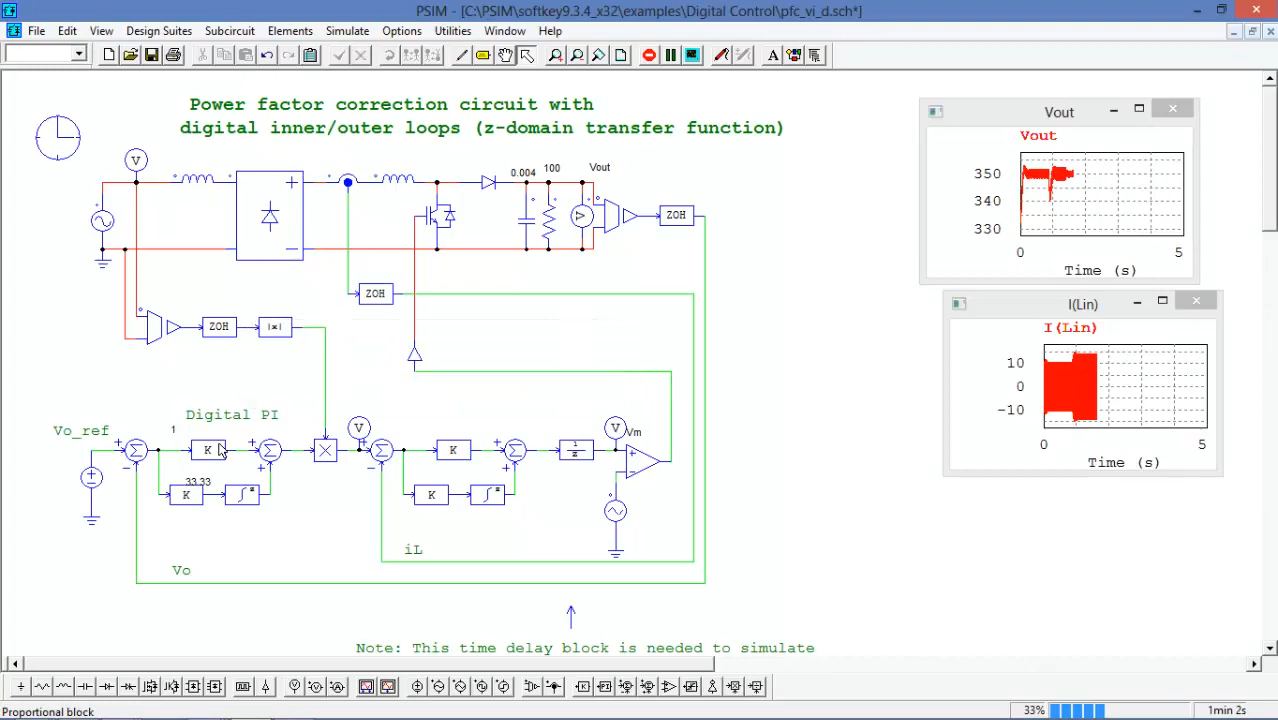 PSIM - [C:\PSIM\softkey9.3.4_x32\examples\Digital Control\pfc_vi_d.sch*]
File Edit View Design Suites Subcircuit Elements Simulate Options Utilities Window Help
Power factor correction circuit with
digital inner/outer loops (z-domain transfer function)
V
0.004 100 Vout
V
ZOH
ZOH
ZOH |x|
Digital PI
Vo_ref
1
V
V Vm
K
K
1
z
33.33
K
K
iL
Vo
Note: This time delay block is needed to simulate
Vout
Vout
350
340
330
0 5
Time (s)
I(Lin)
I(Lin)
10
0
-10
0 5
Time (s)
Proportional block
33%
1min 2s